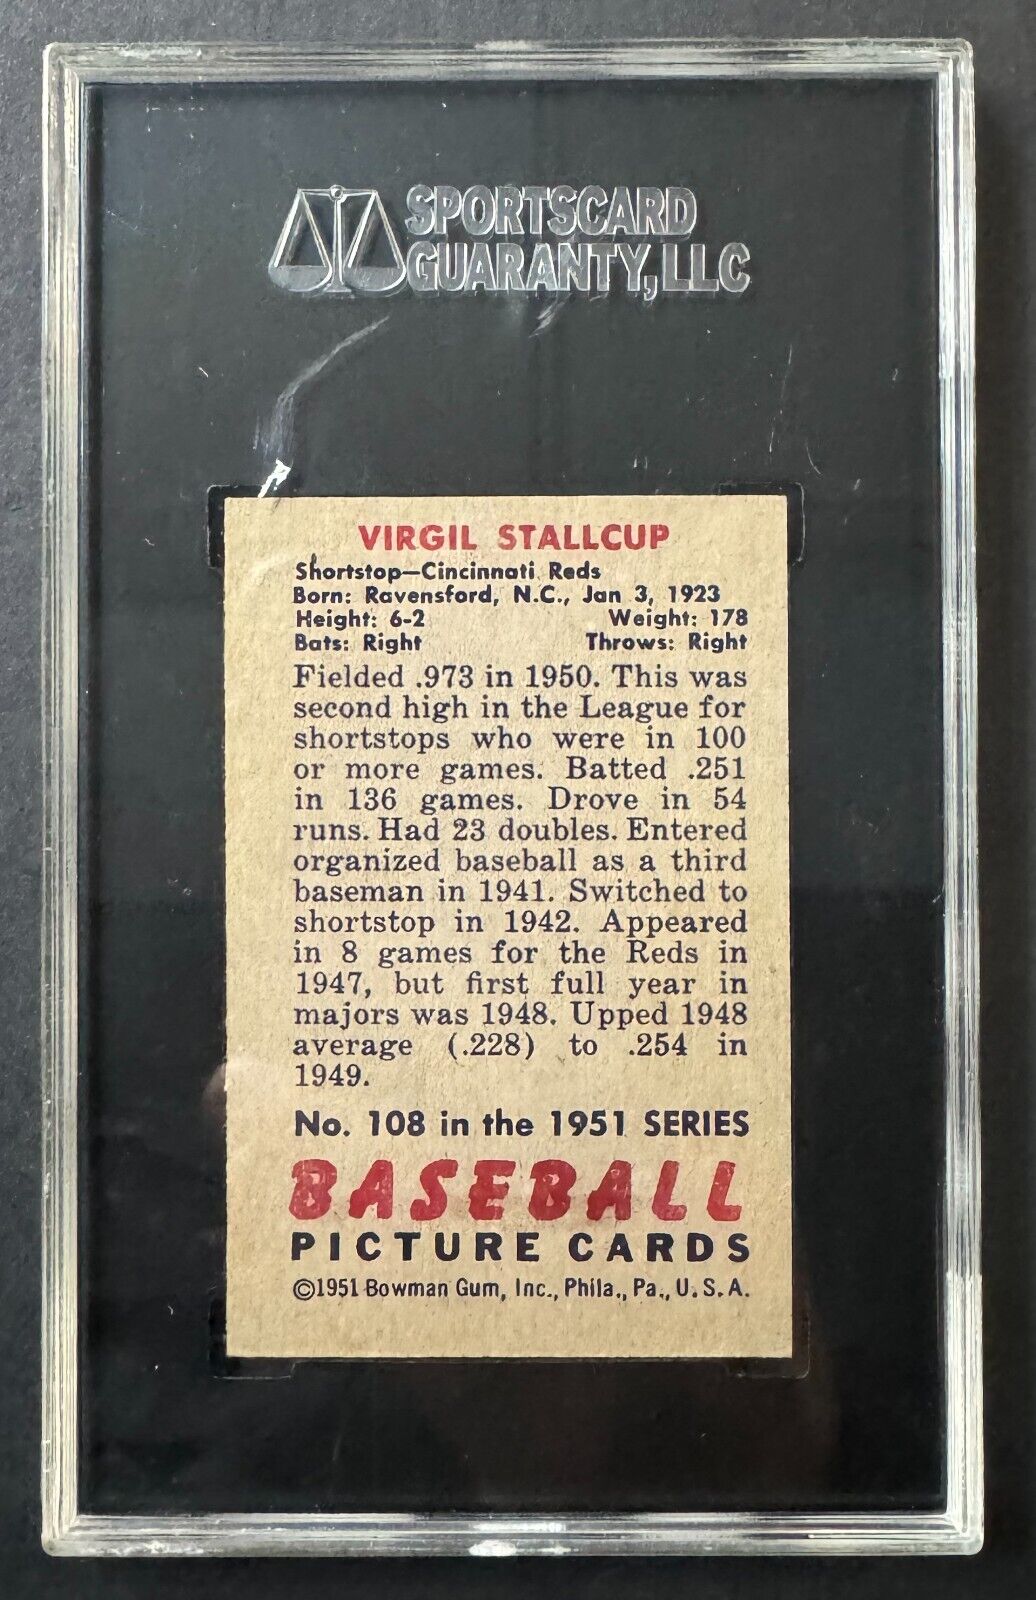 SPORTSCARD
GUARANTY, LLC
VIRGIL STALLCUP
Shortstop—Cincinnati Reds
Born: Ravensford, N.C., Jan 3, 1923
Height: 6-2 Weight: 178
Bats: Right Throws: Right
Fielded .973 in 1950. This was
second high in the League for
shortstops who were in 100
or more games. Batted .251
in 136 games. Drove in 54
runs. Had 23 doubles. Entered
organized baseball as a third
baseman in 1941. Switched to
shortstop in 1942. Appeared
in 8 games for the Reds in
1947, but first full year in
majors was 1948. Upped 1948
average (.228) to .254 in
1949.
No. 108 in the 1951 SERIES
BASEBALL
PICTURE CARDS
©1951 Bowman Gum, Inc., Phila., Pa., U.S.A.